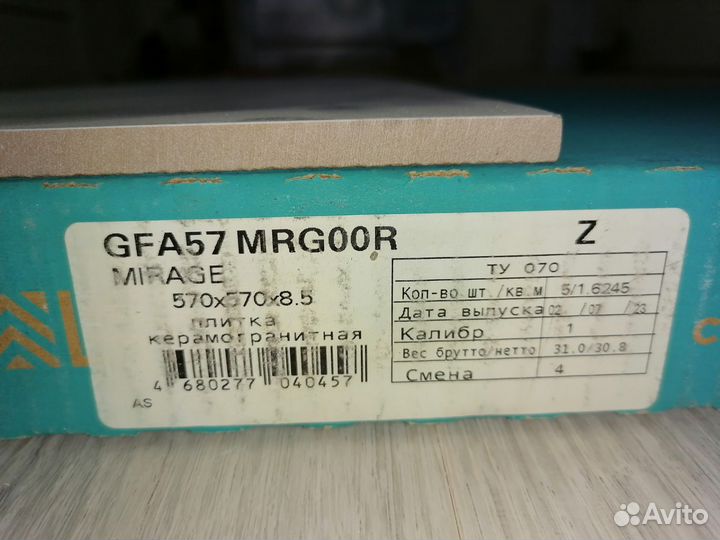 GFA57 MRG00R
Z
MIRAGE
570x570x8.5
плитка
керамогранитная
4 680277 040457
AS
ТУ 070
Кол-во шт./кв.м 5/1.6245
Дата выпуска 02 / 07 / 23
Калибр 1
Вес брутто/нетто 31.0/30.8
Смена 4
Avito